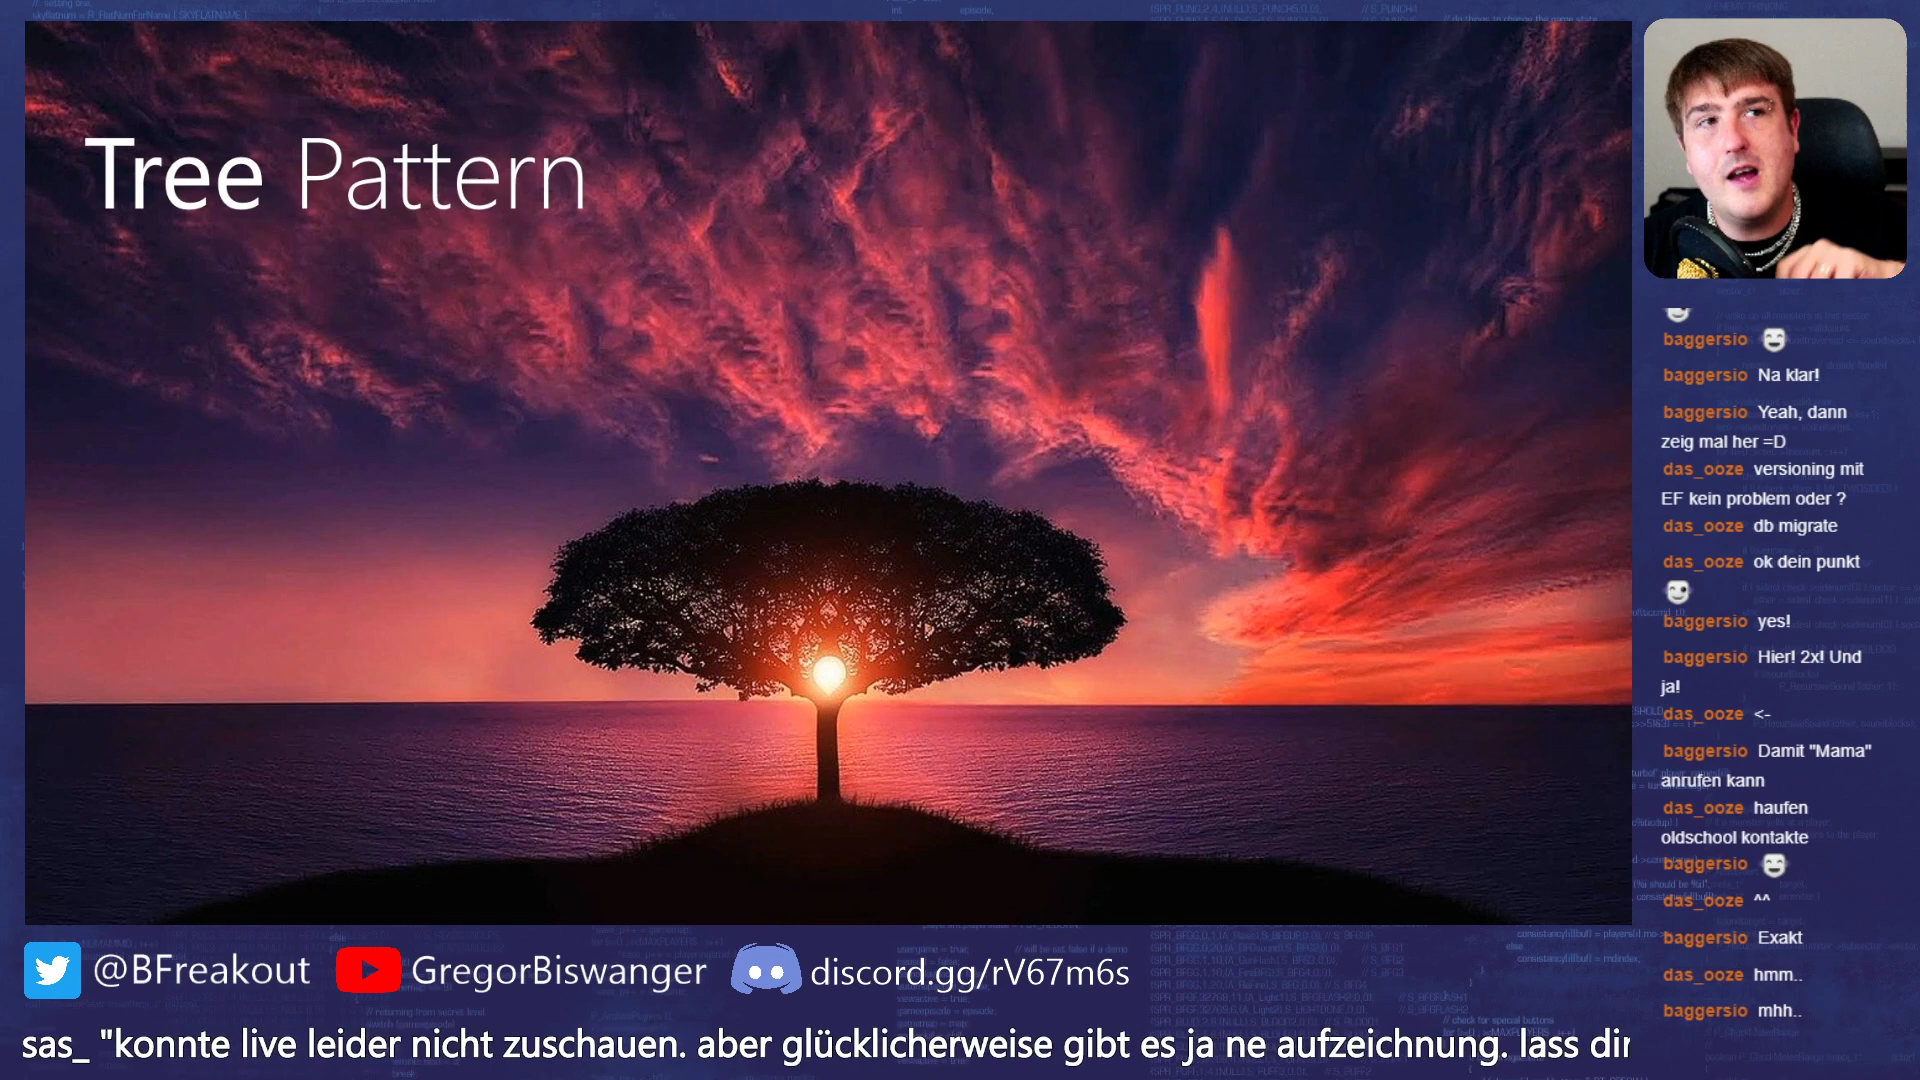 Tree Pattern
baggersio
baggersio Na klar!
baggersio Yeah, dann
zeig mal her =D
das_ooze versioning mit
EF kein problem oder ?
das_ooze db migrate
das_ooze ok dein punkt
baggersio yes!
baggersio Hier! 2x! Und
ja!
das_ooze <-
baggersio Damit "Mama"
anrufen kann
das_ooze haufen
oldschool kontakte
baggersio
das_ooze ^^
baggersio Exakt
das_ooze hmm..
baggersio mhh..
@BFreakout GregorBiswanger discord.gg/rV67m6s
sas_ "konnte live leider nicht zuschauen. aber glücklicherweise gibt es ja ne aufzeichnung. lass dir